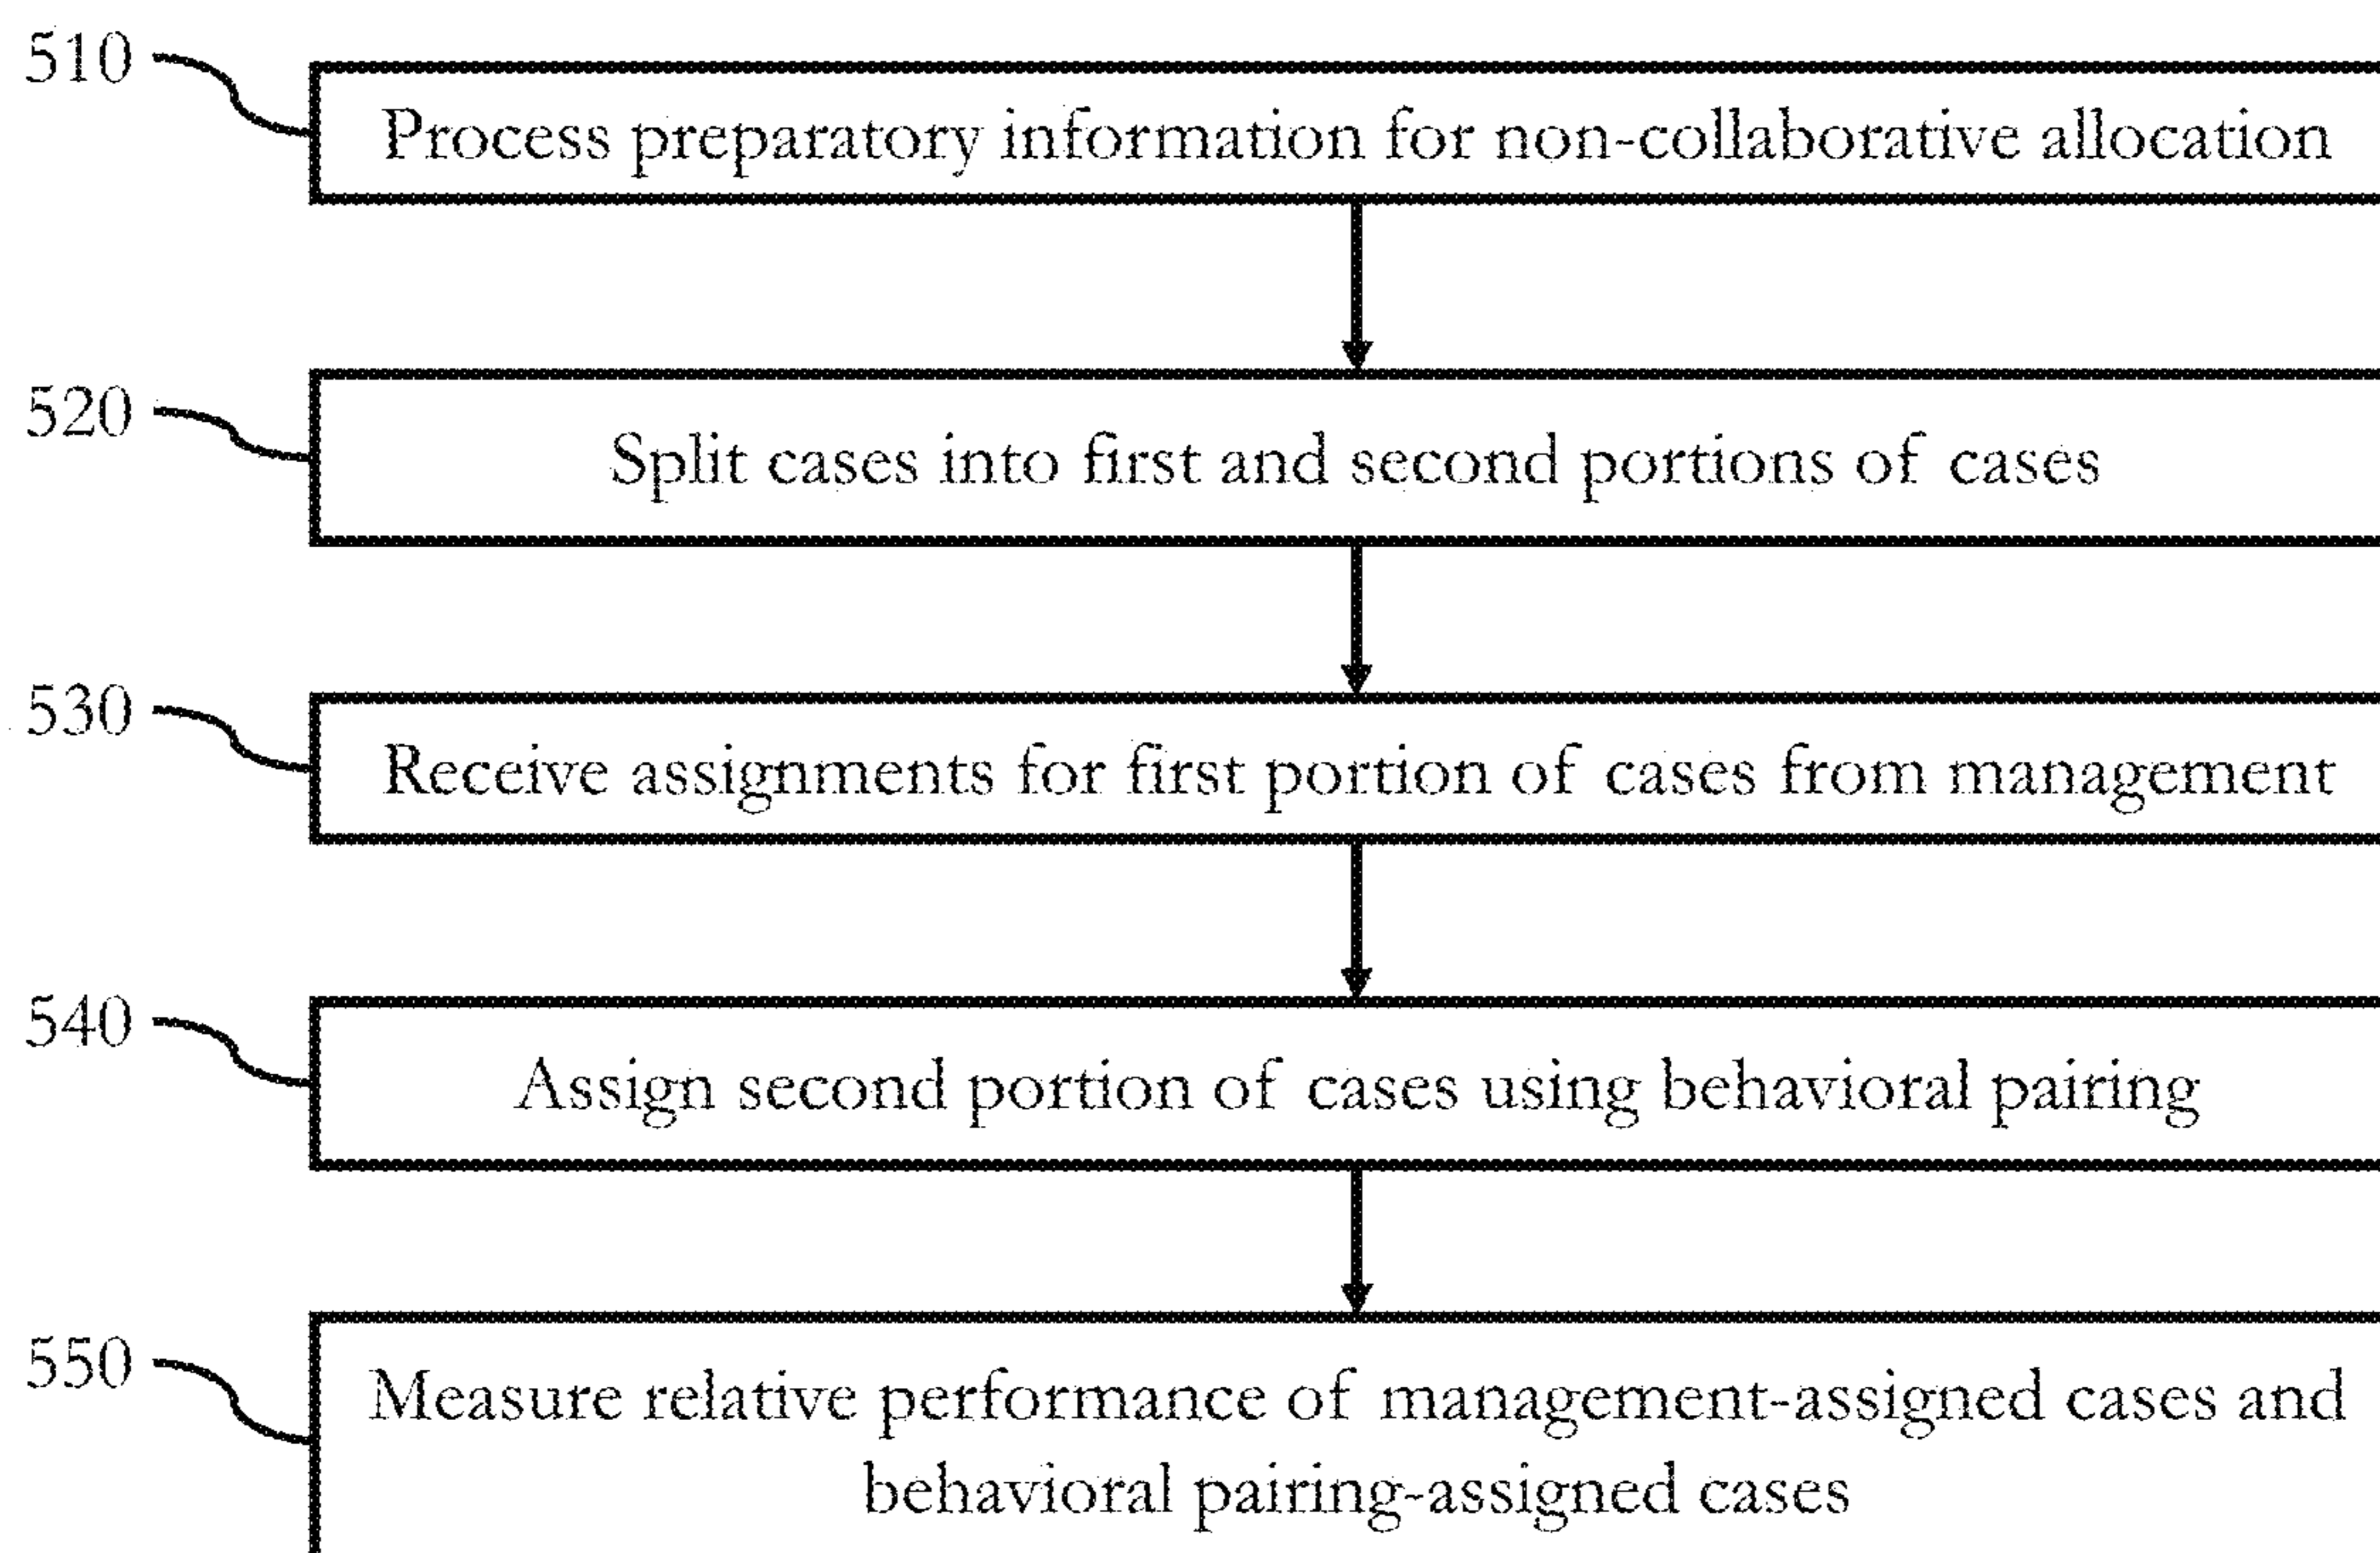 510
Process preparatory information for non-collaborative allocation
520
Split cases into first and second portions of cases
530
Receive assignments for first portion of cases from management
540
Assign second portion of cases using behavioral pairing
550
Measure relative performance of management-assigned cases and
behavioral pairing-assigned cases